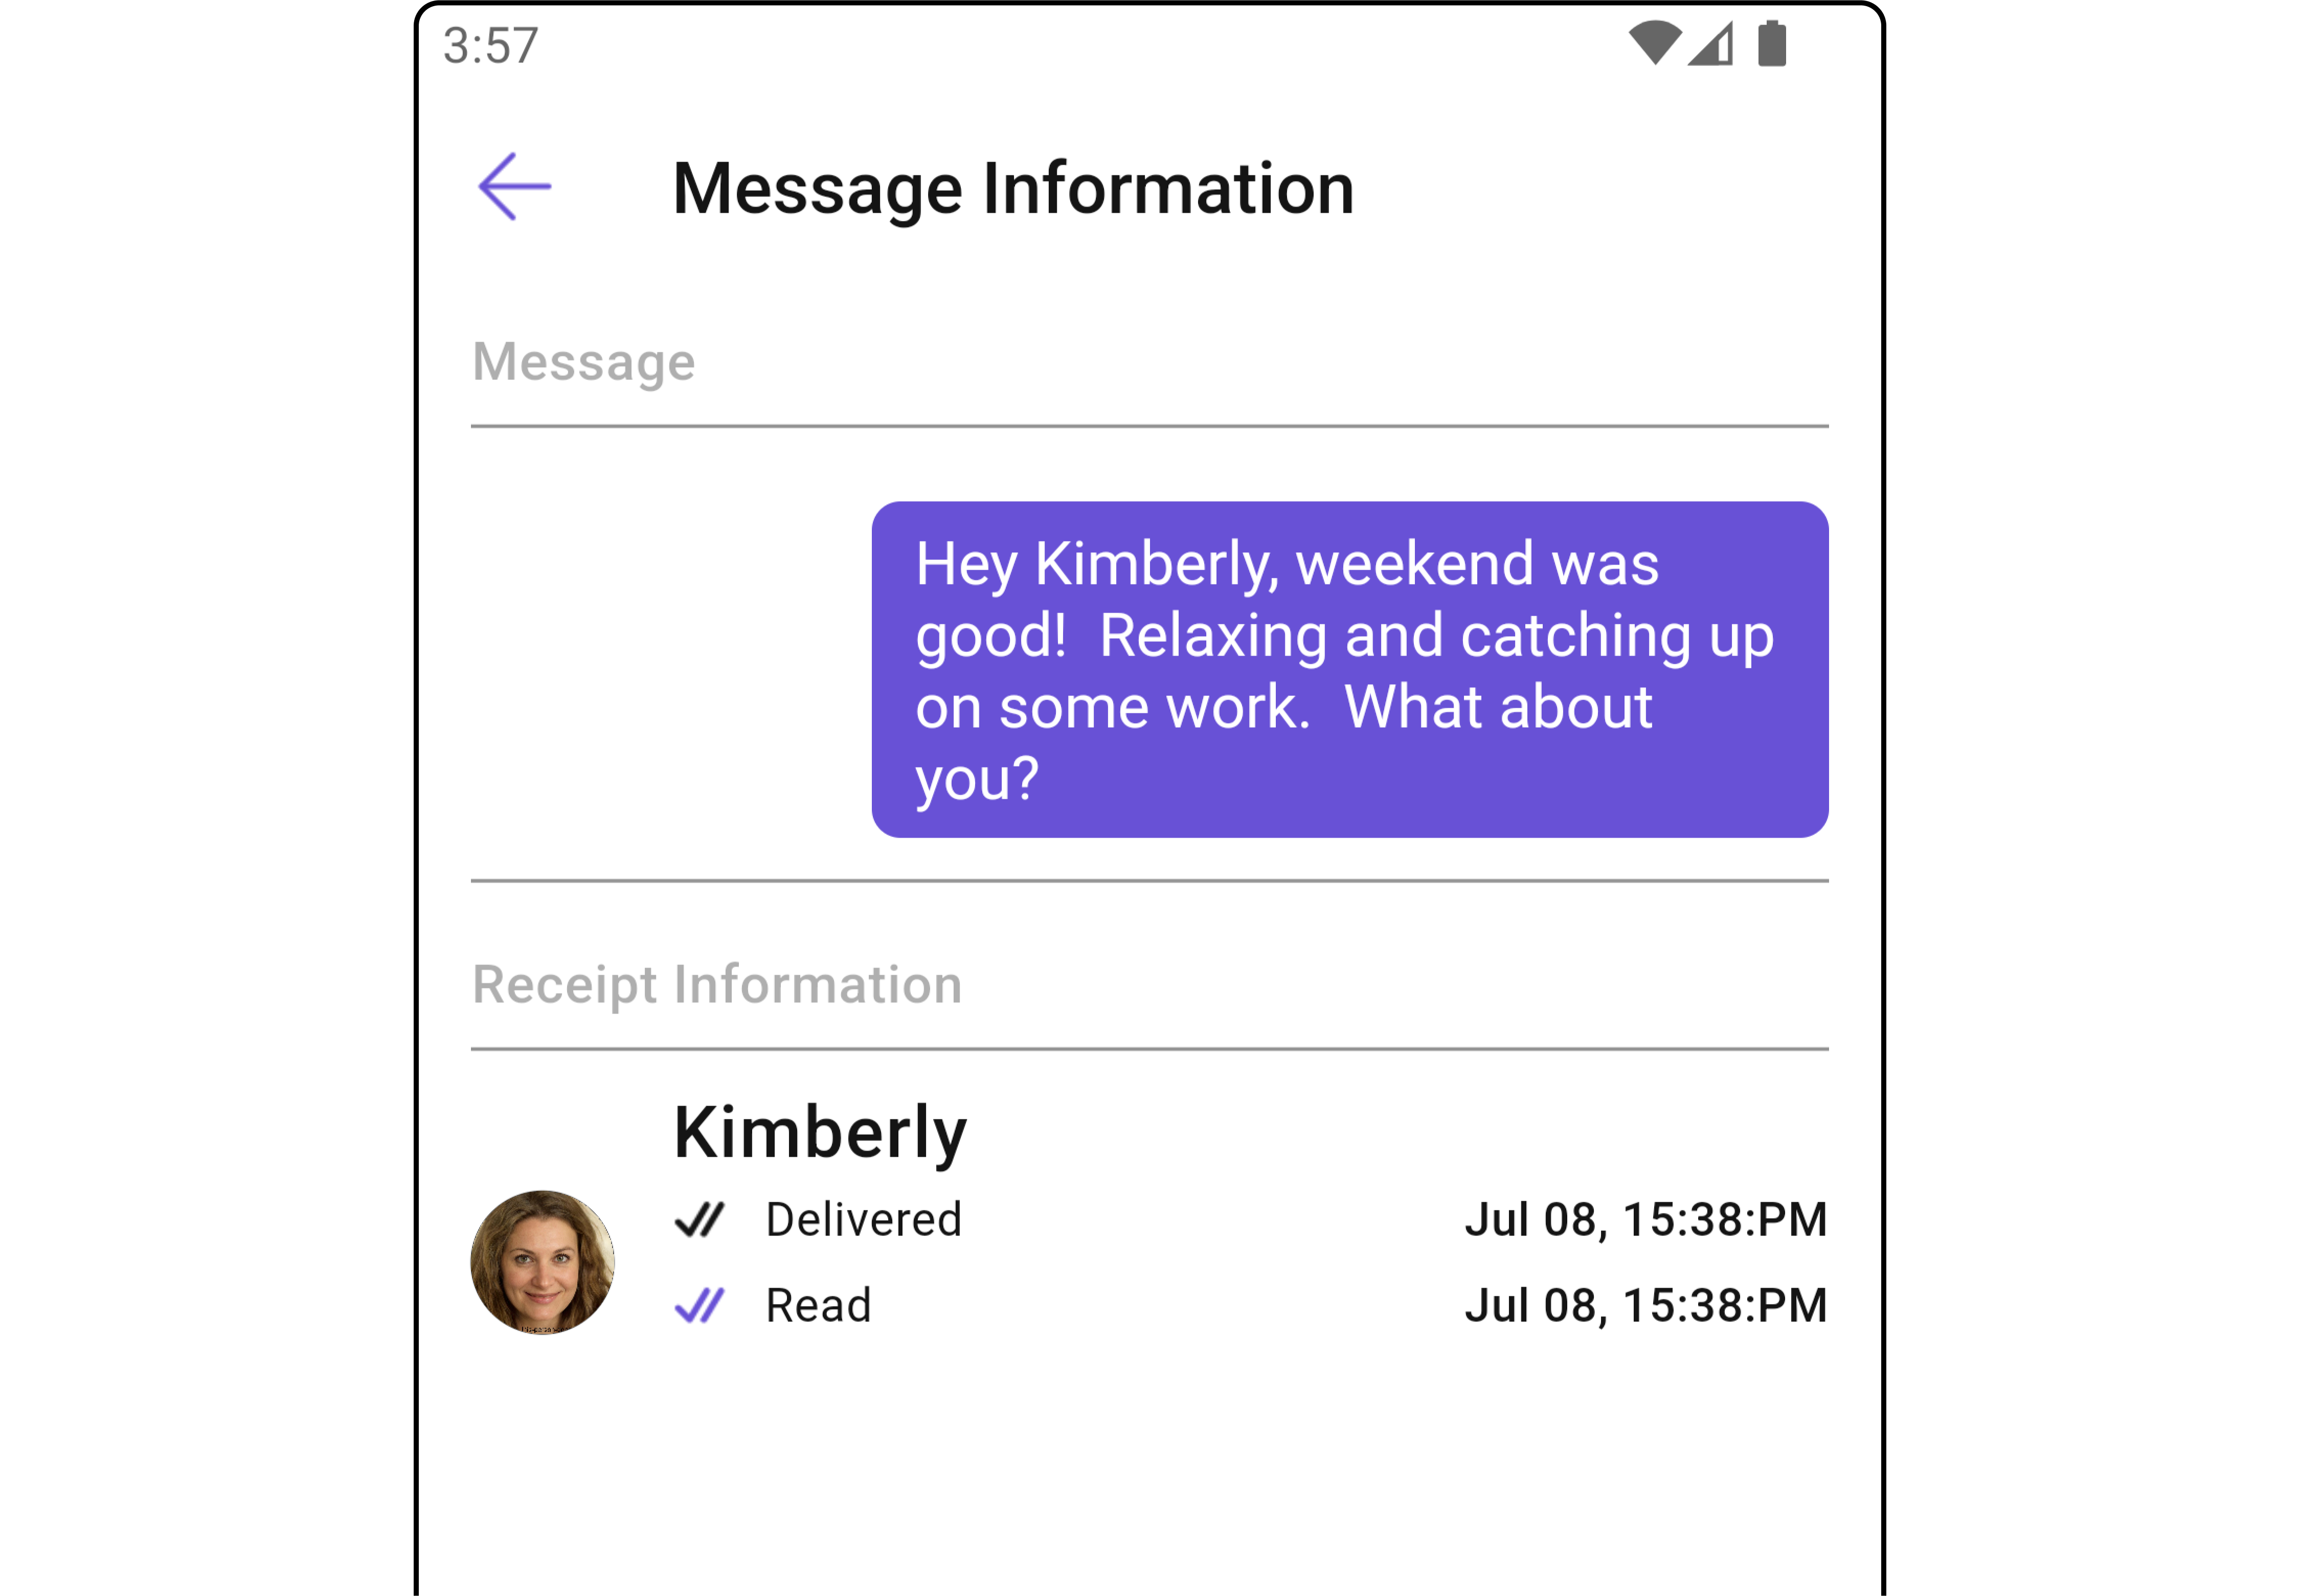 3:57
Message Information
Message
Hey Kimberly, weekend was
good!  Relaxing and catching up
on some work.  What about
you?
Receipt Information
Kimberly
Delivered Jul 08, 15:38:PM
Read Jul 08, 15:38:PM